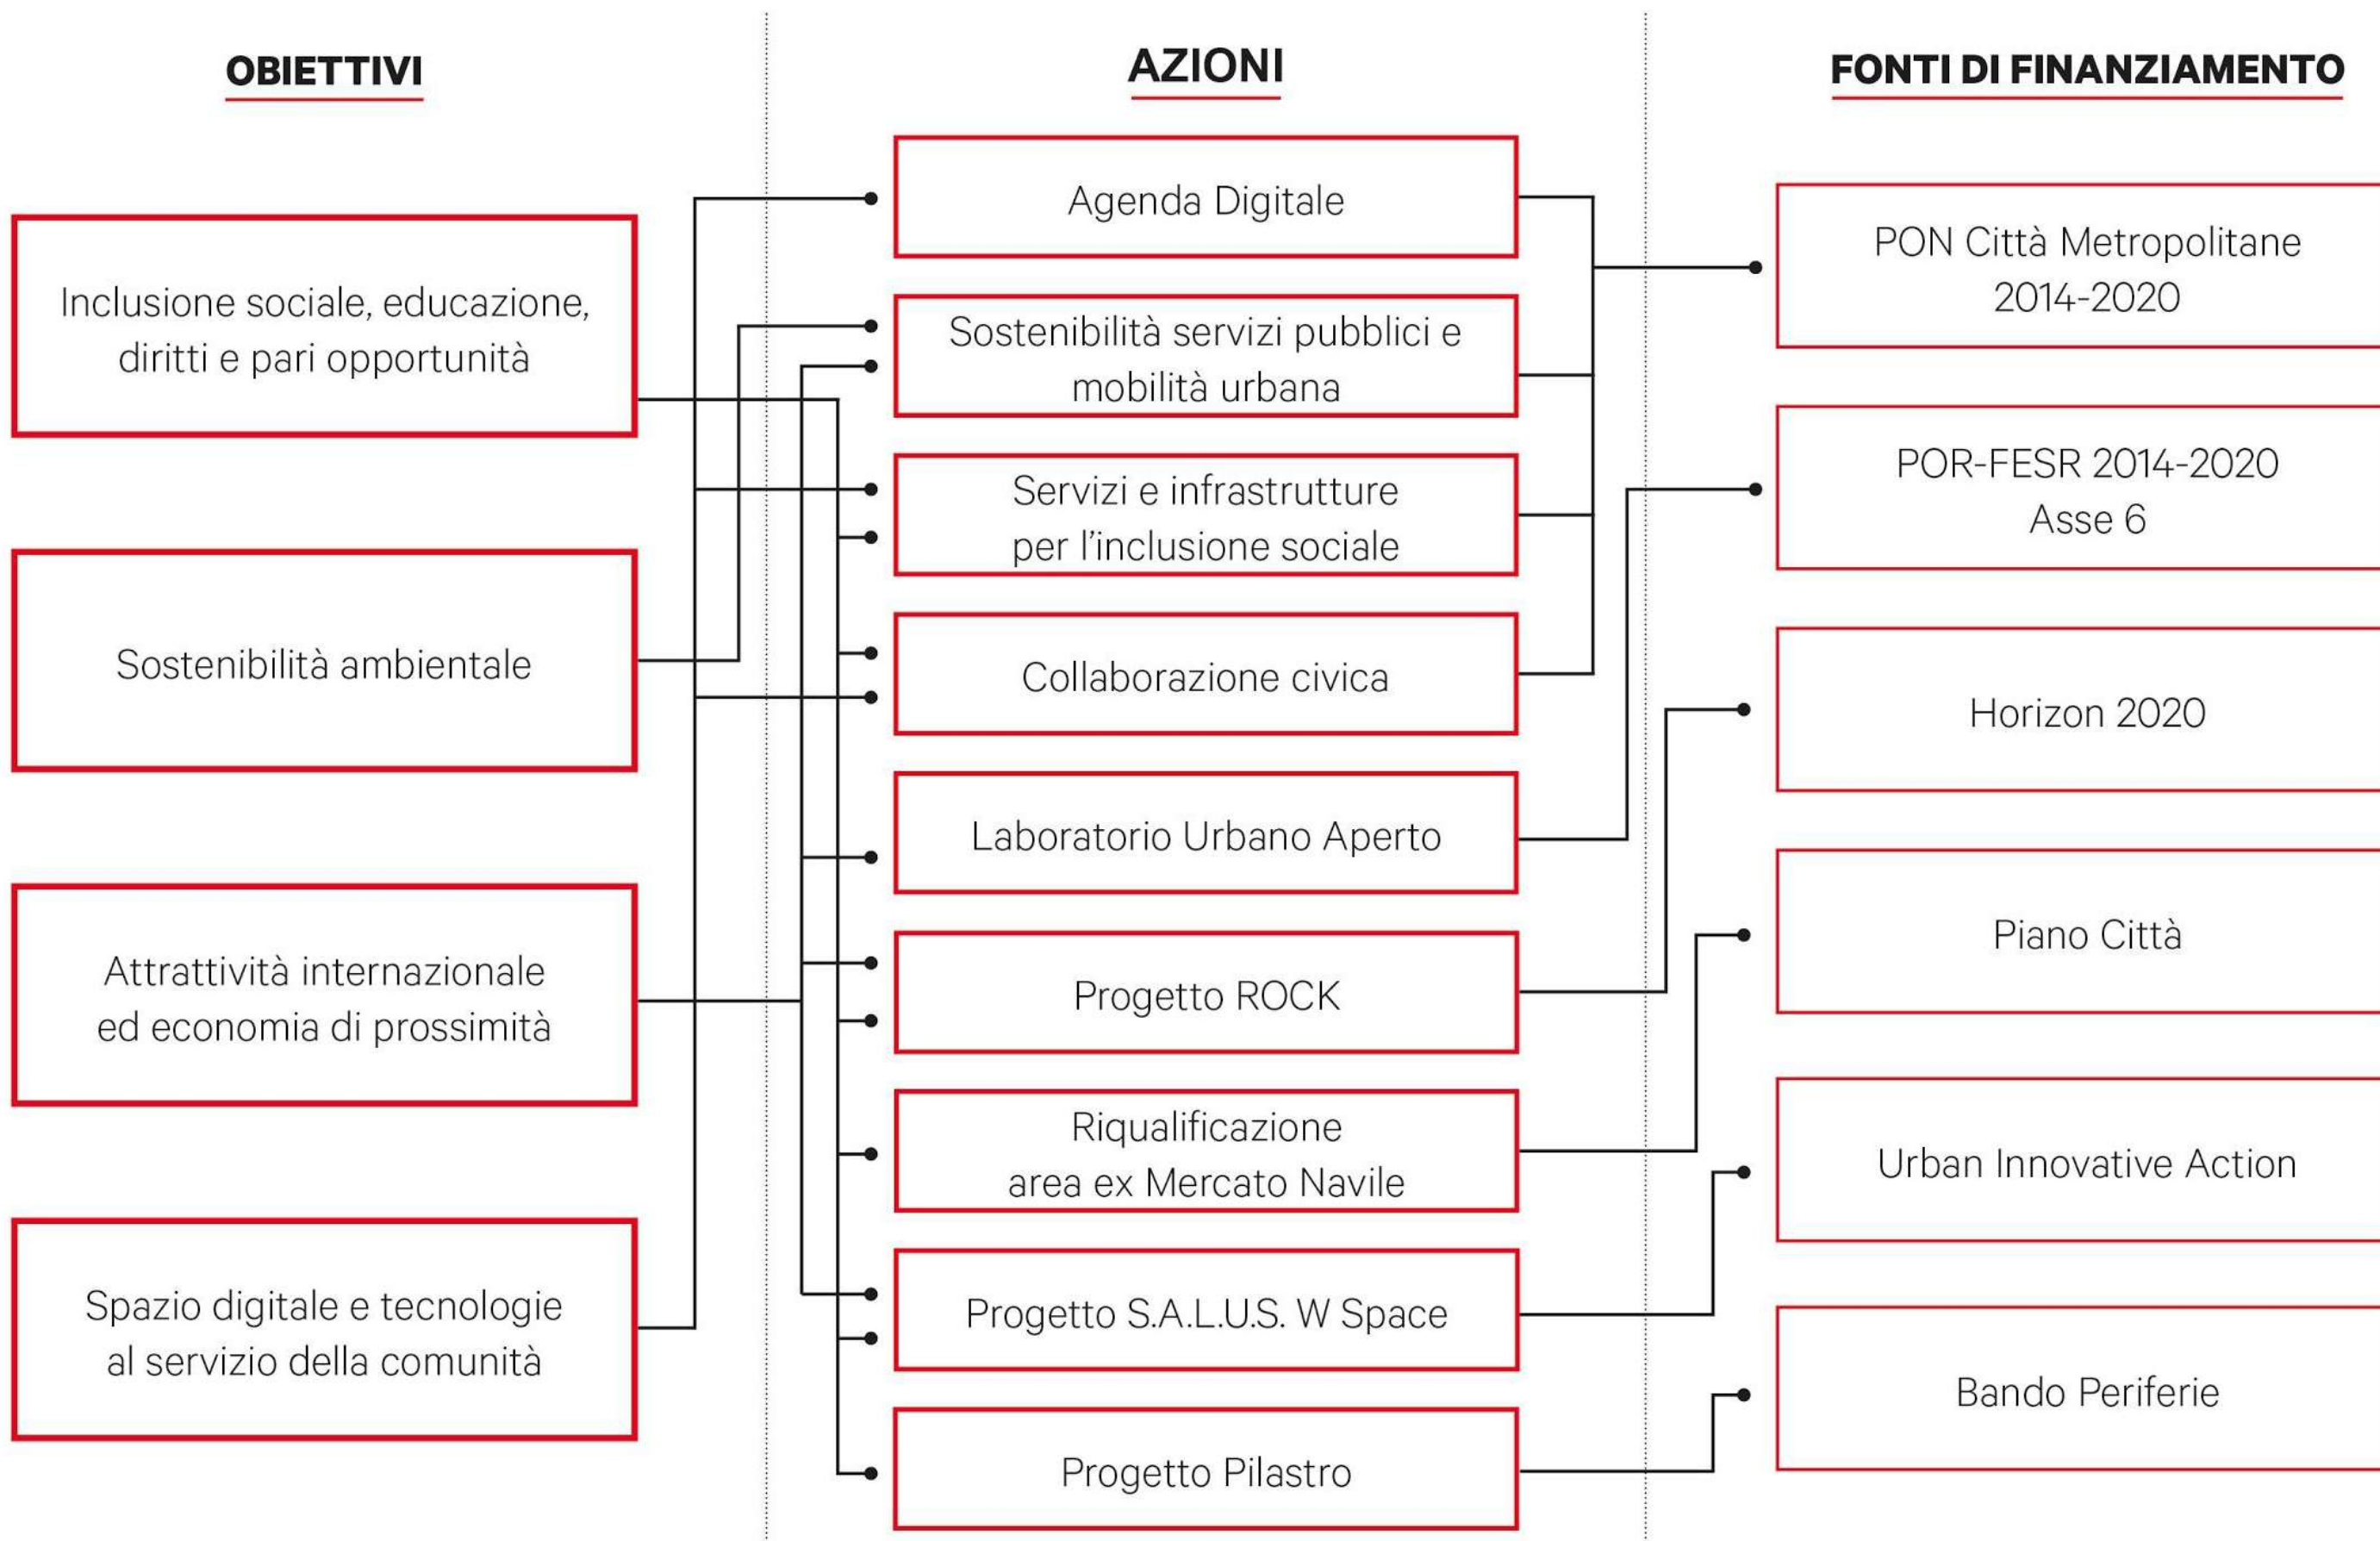 OBIETTIVI
Inclusione sociale, educazione,
diritti e pari opportunità
Sostenibilità ambientale
Attrattività internazionale
ed economia di prossimità
Spazio digitale e tecnologie
al servizio della comunità
AZIONI
Agenda Digitale
Sostenibilità servizi pubblici e
mobilità urbana
Servizi e infrastrutture
per l'inclusione sociale
Collaborazione civica
Laboratorio Urbano Aperto
Progetto ROCK
Riqualificazione
area ex Mercato Navile
Progetto S.A.L.U.S. W Space
Progetto Pilastro
FONTI DI FINANZIAMENTO
PON Città Metropolitane
2014-2020
POR-FESR 2014-2020
Asse 6
Horizon 2020
Piano Città
Urban Innovative Action
Bando Periferie